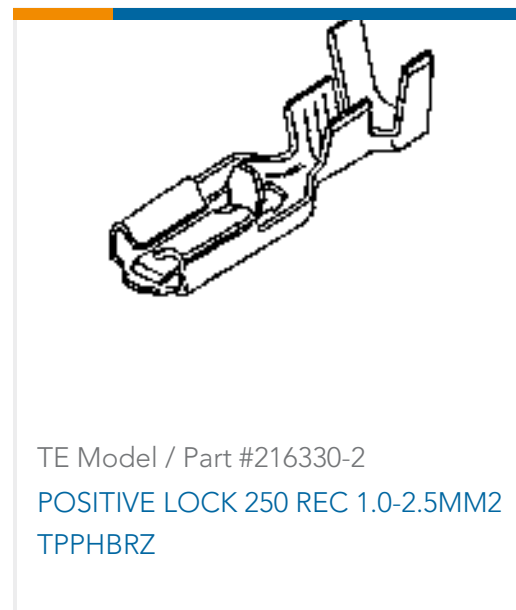 TE Model / Part #216330-2
POSITIVE LOCK 250 REC 1.0-2.5MM2
TPPHBRZ